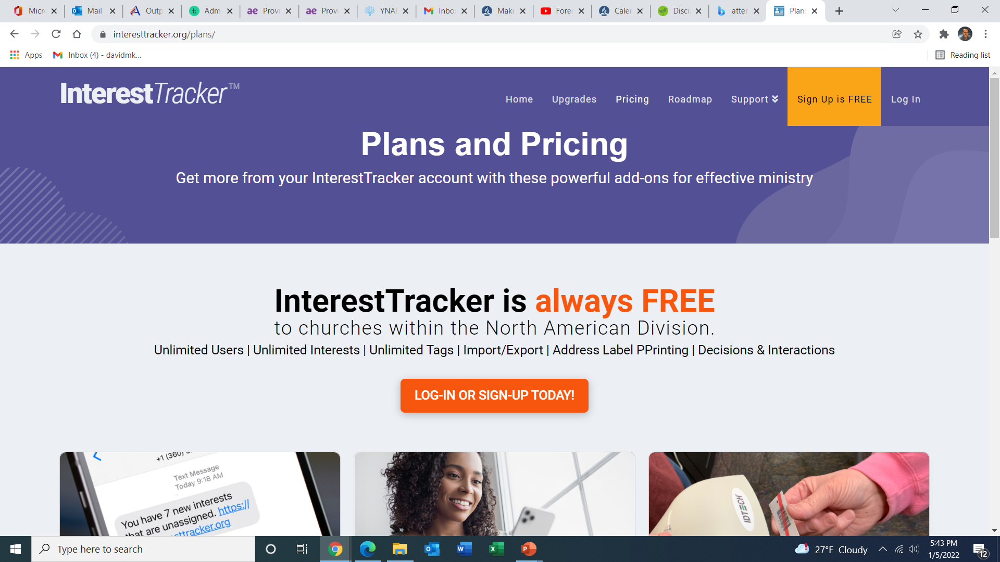 Micr
Mail
Outp
Adm
Provi
Provi
YNAB
Inbo
Maki
Fore
Caler
Disci
atter
Plans
interesttracker.org/plans/
Apps
Inbox (4) - davidmk...
Reading list
InterestTracker™
Home
Upgrades
Pricing
Roadmap
Support
Sign Up is FREE
Log In
Plans and Pricing
Get more from your InterestTracker account with these powerful add-ons for effective ministry
InterestTracker is always FREE
to churches within the North American Division.
Unlimited Users | Unlimited Interests | Unlimited Tags | Import/Export | Address Label PPrinting | Decisions & Interactions
LOG-IN OR SIGN-UP TODAY!
+1 (360)
Text Message
Today 9:18 AM
You have 7 new interests
that are unassigned. https://
sttracker.org
IDTECH
Type here to search
27°F Cloudy
5:43 PM
1/5/2022
12